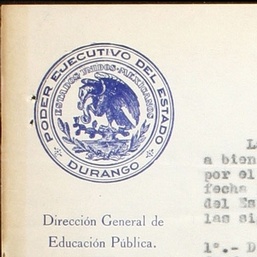 PODER EJECUTIVO DEL ESTADO
ESTADOS UNIDOS MEXICANOS
DURANGO
Dirección General de
Educación Pública.
a bien
por el
fecha
del Es
las si
1º.- D